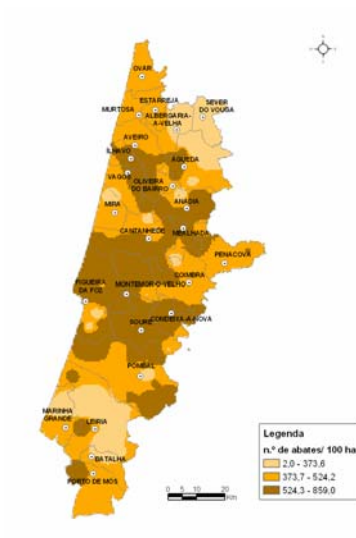 OVAR
ESTARREJA
MURTOSA
SEVER
DO VOUGA
ALBERGARIA-
A-VELHA
AVEIRO
ÍLHAVO
ÁGUEDA
VAGOS
OLIVEIRA
DO BAIRRO
ANADIA
MIRA
MEALHADA
CANTANHEDE
PENACOVA
COIMBRA
FIGUEIRA
DA FOZ
MONTEMOR-O-VELHO
CONDEIXA-A-NOVA
SOURE
POMBAL
MARINHA
GRANDE
LEIRIA
BATALHA
PORTO DE MÓS
Legenda
n.º de abates/ 100 ha
2,0 - 373,6
373,7 - 524,2
524,3 - 859,0
0 10 20
Km